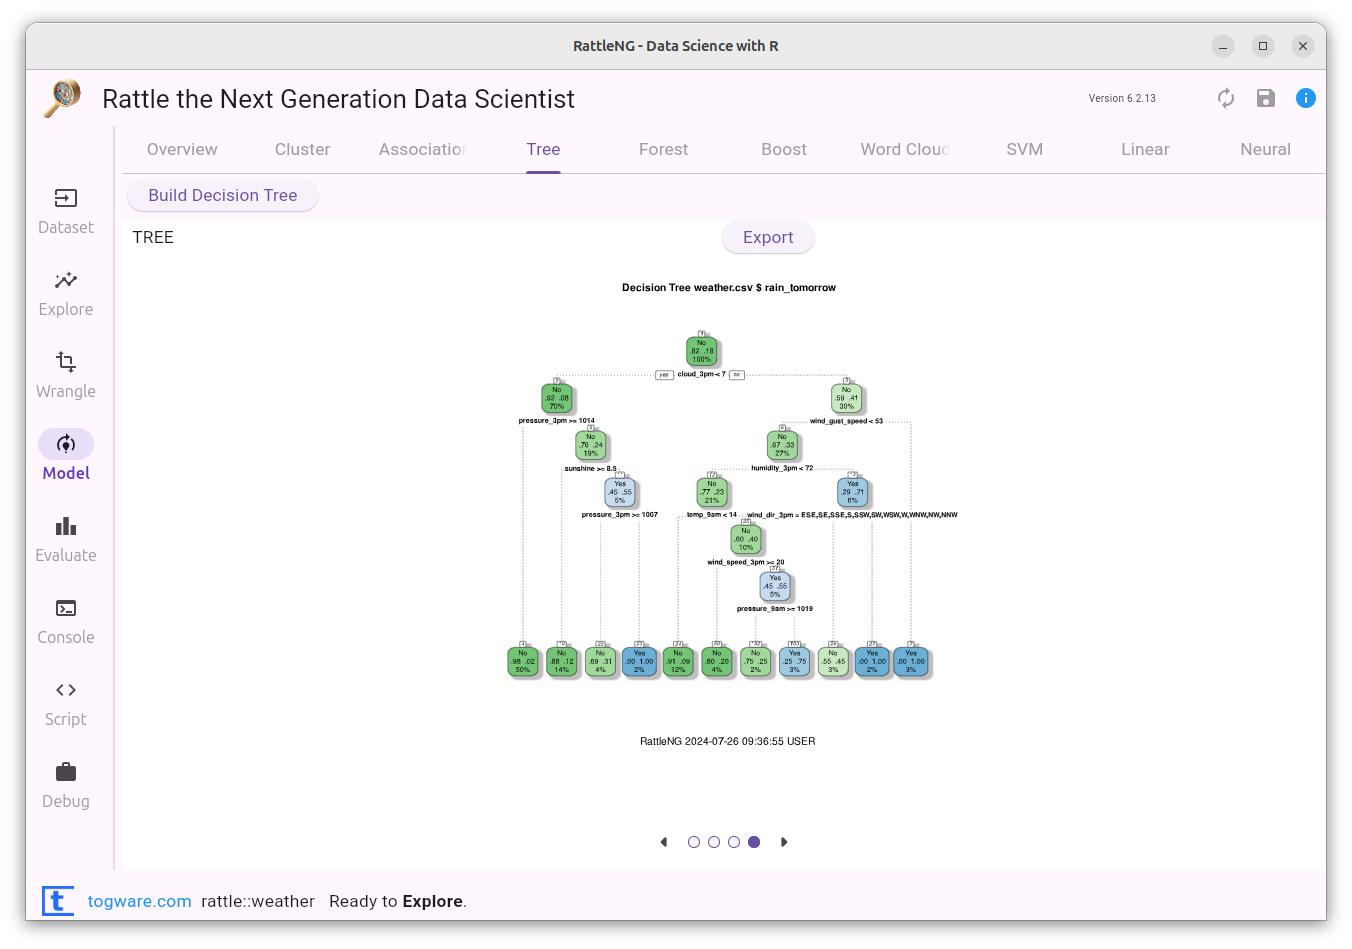 RattleNG - Data Science with R
Rattle the Next Generation Data Scientist
Version 6.2.13
Overview Cluster Association Tree Forest Boost Word Cloud SVM Linear Neural
Build Decision Tree
Dataset
Explore
Wrangle
Model
Evaluate
Console
Script
Debug
TREE
Export
Decision Tree weather.csv $ rain_tomorrow
1
No
.82 .18
100%
yes cloud_3pm < 7 no
2
No
.92 .08
70%
pressure_3pm >= 1014
3
No
.59 .41
30%
wind_gust_speed < 53
5
No
.76 .24
19%
sunshine >= 8.5
6
No
.67 .33
27%
humidity_3pm < 72
Yes
.45 .55
5%
pressure_3pm >= 1007
No
.77 .23
21%
temp_9am < 14
Yes
.29 .71
6%
wind_dir_3pm = ESE,SE,SSE,S,SSW,SW,WSW,W,WNW,NW,NNW
25
No
.60 .40
10%
wind_speed_3pm >= 20
51
Yes
.45 .55
5%
pressure_9am >= 1019
4
No
.98 .02
50%
10
No
.88 .12
14%
22
No
.69 .31
4%
23
Yes
.00 1.00
2%
24
No
.91 .09
12%
50
No
.80 .20
4%
102
No
.75 .25
2%
103
Yes
.25 .75
3%
26
No
.55 .45
3%
27
Yes
.00 1.00
2%
7
Yes
.00 1.00
3%
RattleNG 2024-07-26 09:36:55 USER
t togware.com rattle::weather Ready to Explore.